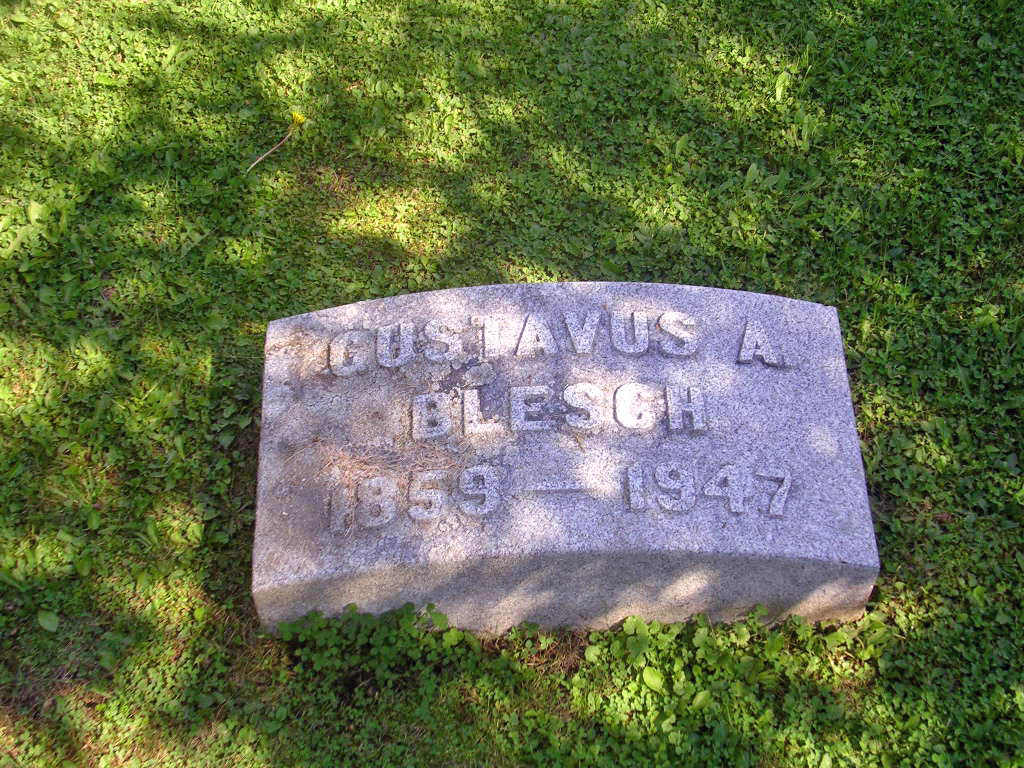 GUSTAVUS A.
BLESCH
1859 — 1947